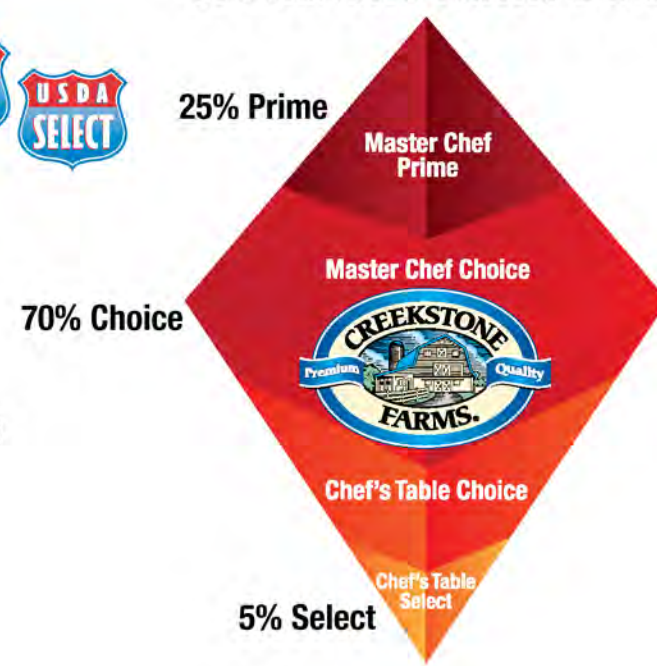 USDA
SELECT
25% Prime
Master Chef
Prime
Master Chef Choice
70% Choice
CREEKSTONE
Premium Quality
FARMS.
Chef's Table Choice
Chef's Table
Select
5% Select